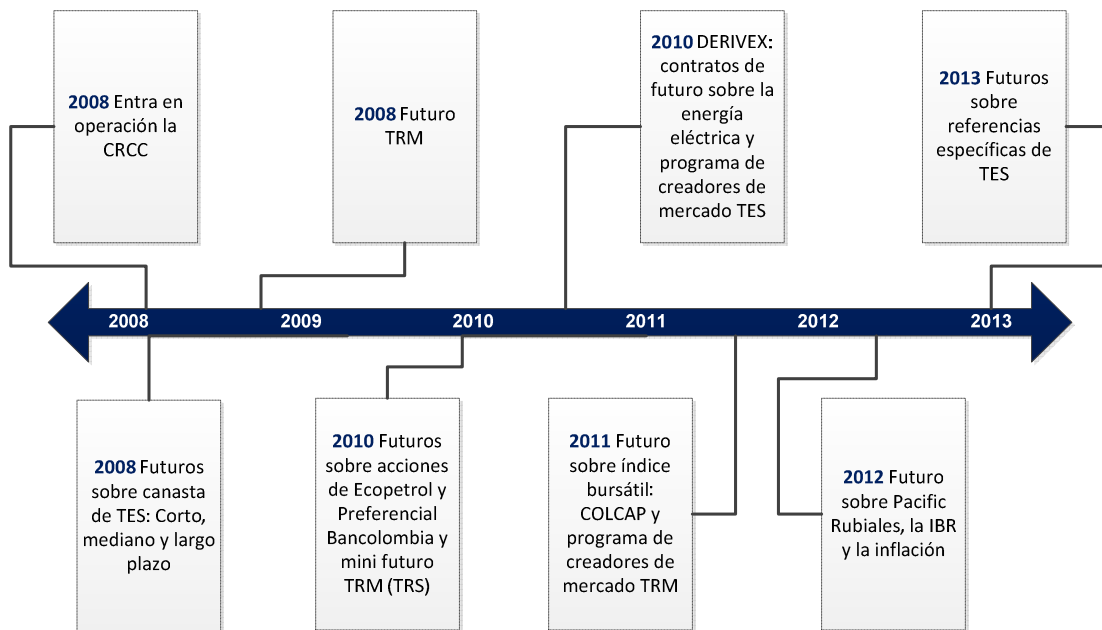 2008 Entra en
operación la
CRCC
2008 Futuro
TRM
2010 DERIVEX:
contratos de
futuro sobre la
energía
eléctrica y
programa de
creadores de
mercado TES
2013 Futuros
sobre
referencias
específicas de
TES
2008
2009
2010
2011
2012
2013
2008 Futuros
sobre canasta
de TES: Corto,
mediano y largo
plazo
2010 Futuros
sobre acciones
de Ecopetrol y
Preferencial
Bancolombia y
mini futuro
TRM (TRS)
2011 Futuro
sobre índice
bursátil:
COLCAP y
programa de
creadores de
mercado TRM
2012 Futuro
sobre Pacific
Rubiales, la IBR
y la inflación